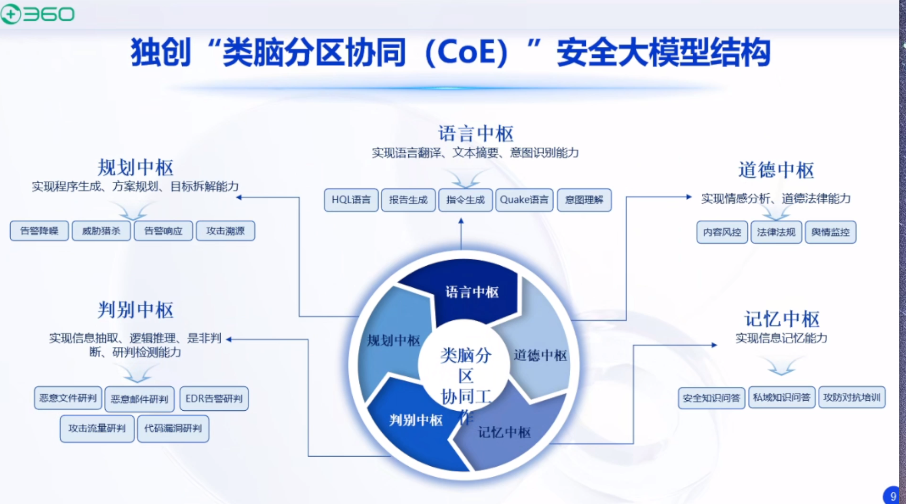 360
独创“类脑分区协同（CoE）”安全大模型结构
语言中枢
实现语言翻译、文本摘要、意图识别能力
HQL语言 报告生成 指令生成 Quake语言 意图理解
规划中枢
实现程序生成、方案规划、目标拆解能力
告警降噪 威胁猎杀 告警响应 攻击溯源
道德中枢
实现情感分析、道德法律能力
内容风控 法律法规 舆情监控
判别中枢
实现信息抽取、逻辑推理、是非判
断、研判检测能力
恶意文件研判 恶意邮件研判 EDR告警研判
攻击流量研判 代码漏洞研判
记忆中枢
实现信息记忆能力
安全知识问答 私域知识问答 攻防对抗培训
语言中枢
规划中枢
道德中枢
判别中枢
记忆中枢
类脑分
区
协同工
作
9